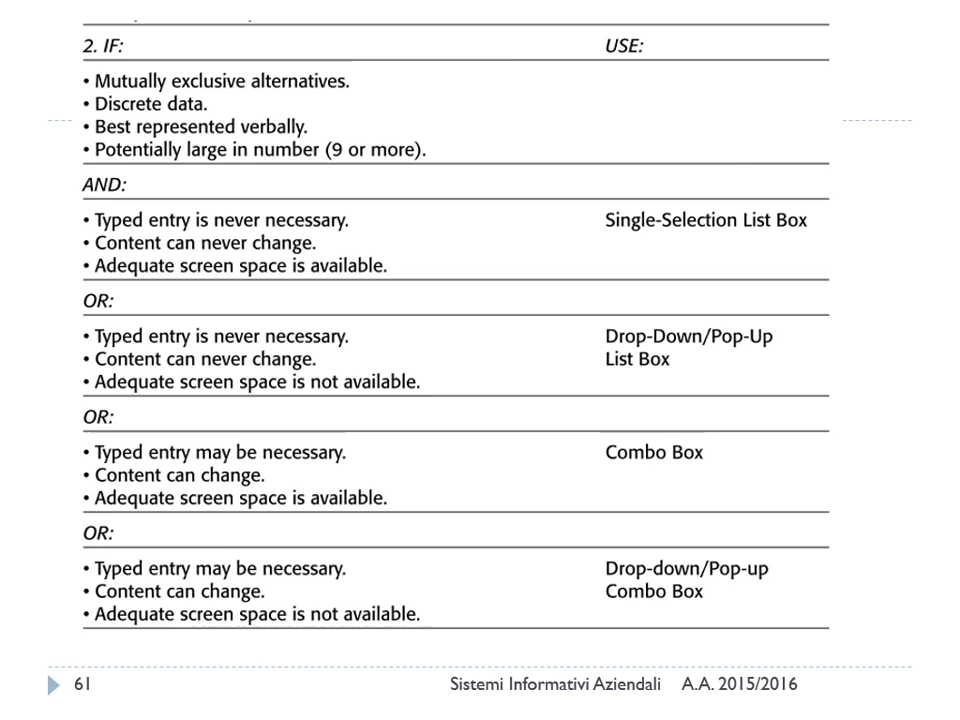 2. IF: USE:
• Mutually exclusive alternatives.
• Discrete data.
• Best represented verbally.
• Potentially large in number (9 or more).
AND:
• Typed entry is never necessary. Single-Selection List Box
• Content can never change.
• Adequate screen space is available.
OR:
• Typed entry is never necessary. Drop-Down/Pop-Up
• Content can never change. List Box
• Adequate screen space is not available.
OR:
• Typed entry may be necessary. Combo Box
• Content can change.
• Adequate screen space is available.
OR:
• Typed entry may be necessary. Drop-down/Pop-up
• Content can change. Combo Box
• Adequate screen space is not available.
61 Sistemi Informativi Aziendali A.A. 2015/2016